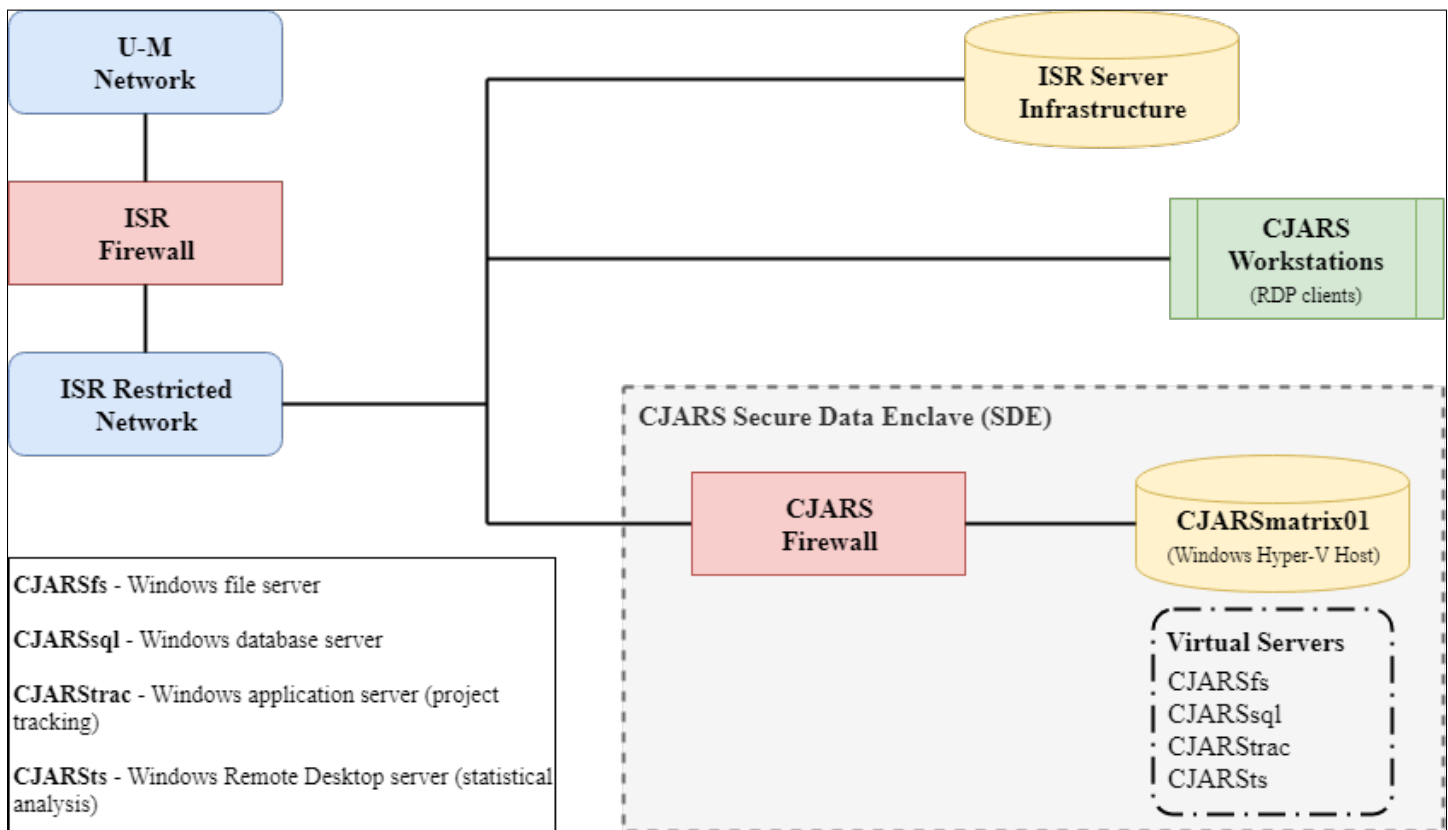 U-M
Network
ISR Server
Infrastructure
ISR
Firewall
CJARS
Workstations
(RDP clients)
ISR Restricted
Network
CJARS Secure Data Enclave (SDE)
CJARS
Firewall
CJARSmatrix01
(Windows Hyper-V Host)
Virtual Servers
CJARSfs
CJARSsql
CJARStrac
CJARSts
CJARSfs - Windows file server
CJARSsql - Windows database server
CJARStrac - Windows application server (project
tracking)
CJARSts - Windows Remote Desktop server (statistical
analysis)